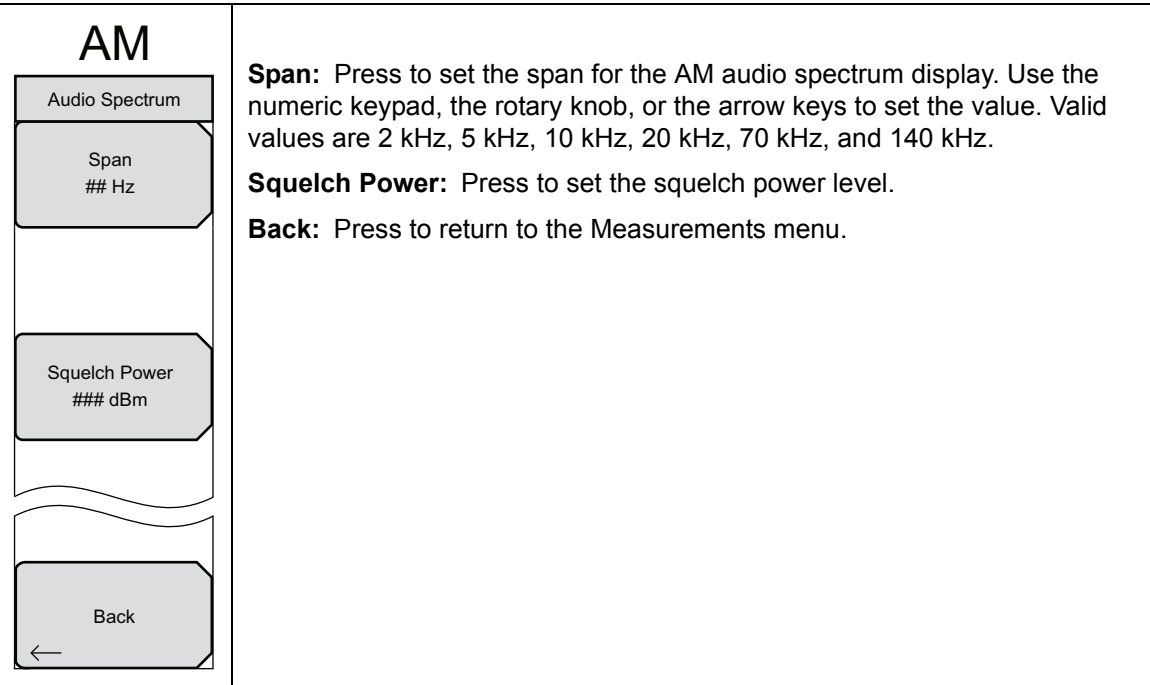 AM
Audio Spectrum
Span
## Hz
Squelch Power
### dBm
Back
Span: Press to set the span for the AM audio spectrum display. Use the
numeric keypad, the rotary knob, or the arrow keys to set the value. Valid
values are 2 kHz, 5 kHz, 10 kHz, 20 kHz, 70 kHz, and 140 kHz.
Squelch Power: Press to set the squelch power level.
Back: Press to return to the Measurements menu.